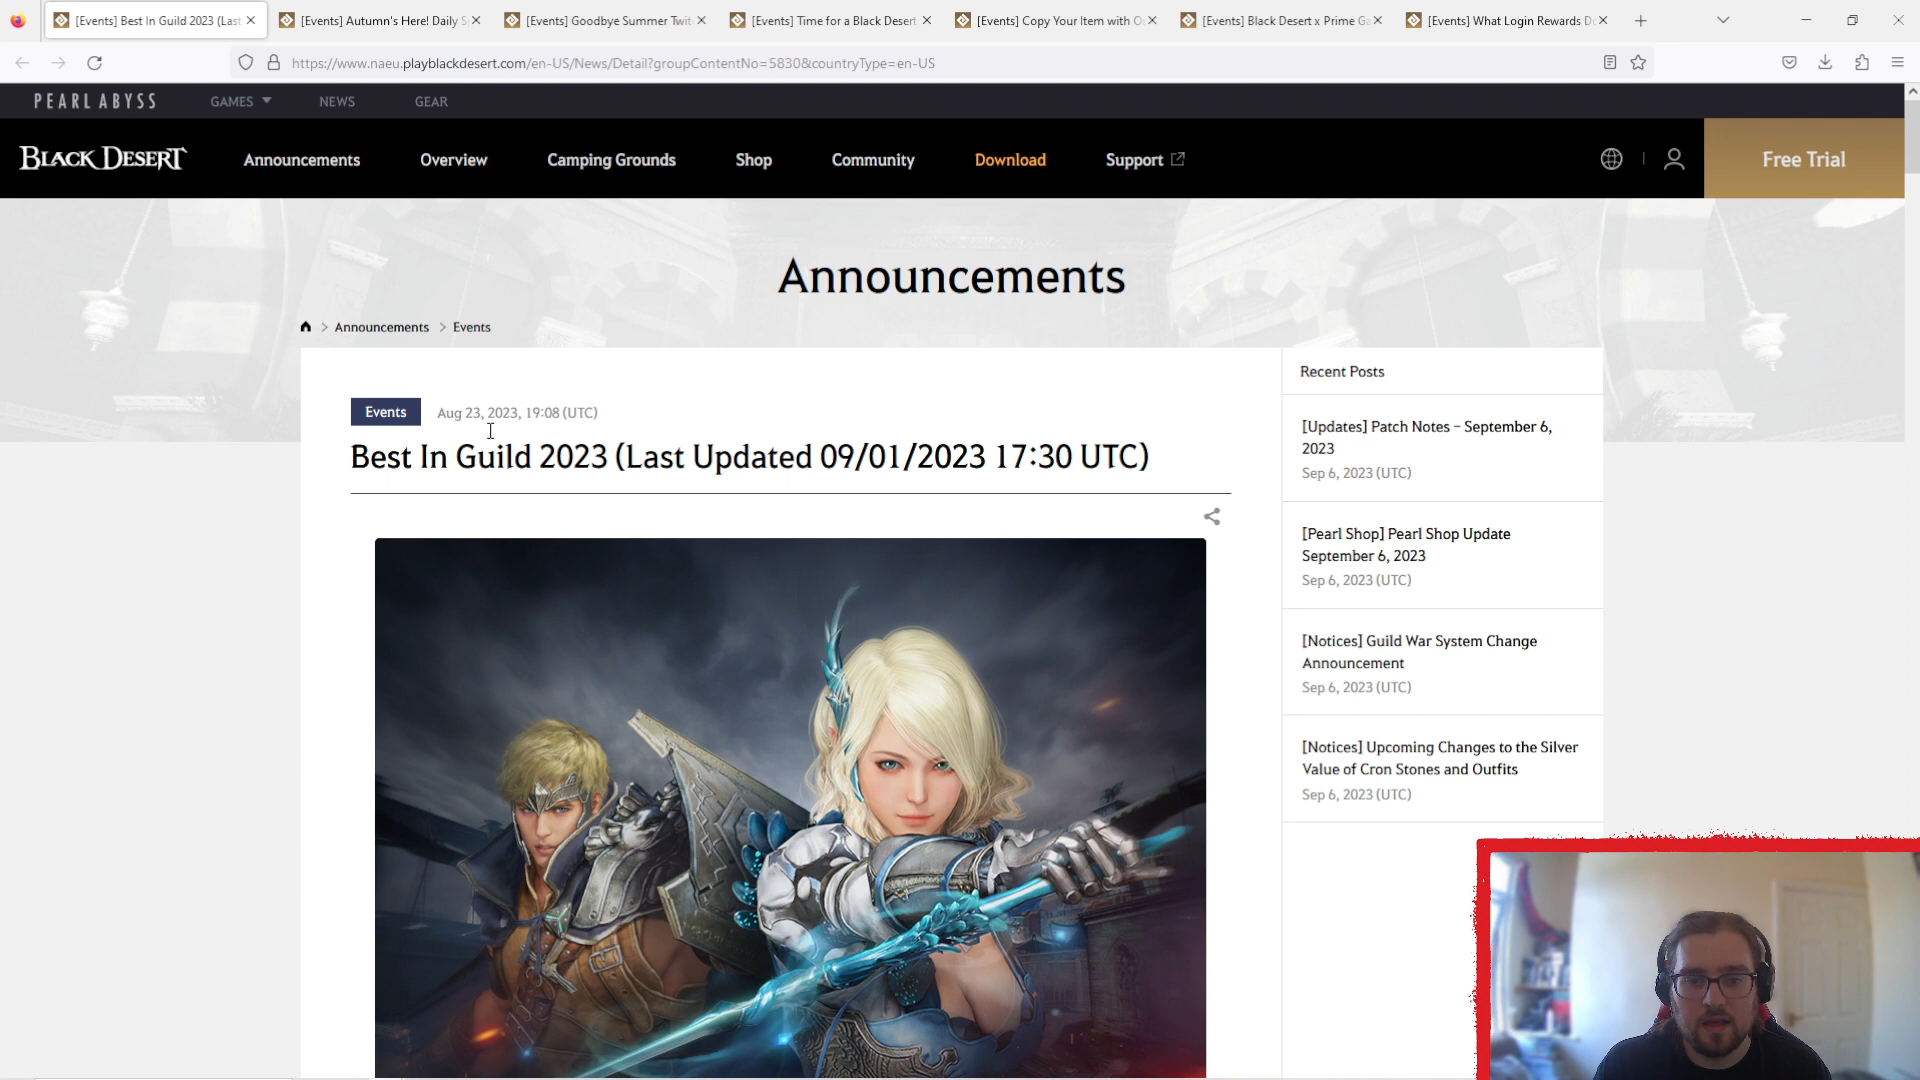 [Events] Best In Guild 2023 (Las
[Events] Autumn's Here! Daily S
[Events] Goodbye Summer Twit
[Events] Time for a Black Desert
[Events] Copy Your Item with O
[Events] Black Desert x Prime Ga
[Events] What Login Rewards D
https://www.naeu.playblackdesert.com/en-US/News/Detail?groupContentNo=5830&countryType=en-US
PEARL ABYSS
GAMES
NEWS
GEAR
BLACK DESERT
Announcements
Overview
Camping Grounds
Shop
Community
Download
Support
Free Trial
Announcements
> Announcements > Events
Events
Aug 23, 2023, 19:08 (UTC)
Best In Guild 2023 (Last Updated 09/01/2023 17:30 UTC)
Recent Posts
[Updates] Patch Notes – September 6,
2023
Sep 6, 2023 (UTC)
[Pearl Shop] Pearl Shop Update
September 6, 2023
Sep 6, 2023 (UTC)
[Notices] Guild War System Change
Announcement
Sep 6, 2023 (UTC)
[Notices] Upcoming Changes to the Silver
Value of Cron Stones and Outfits
Sep 6, 2023 (UTC)